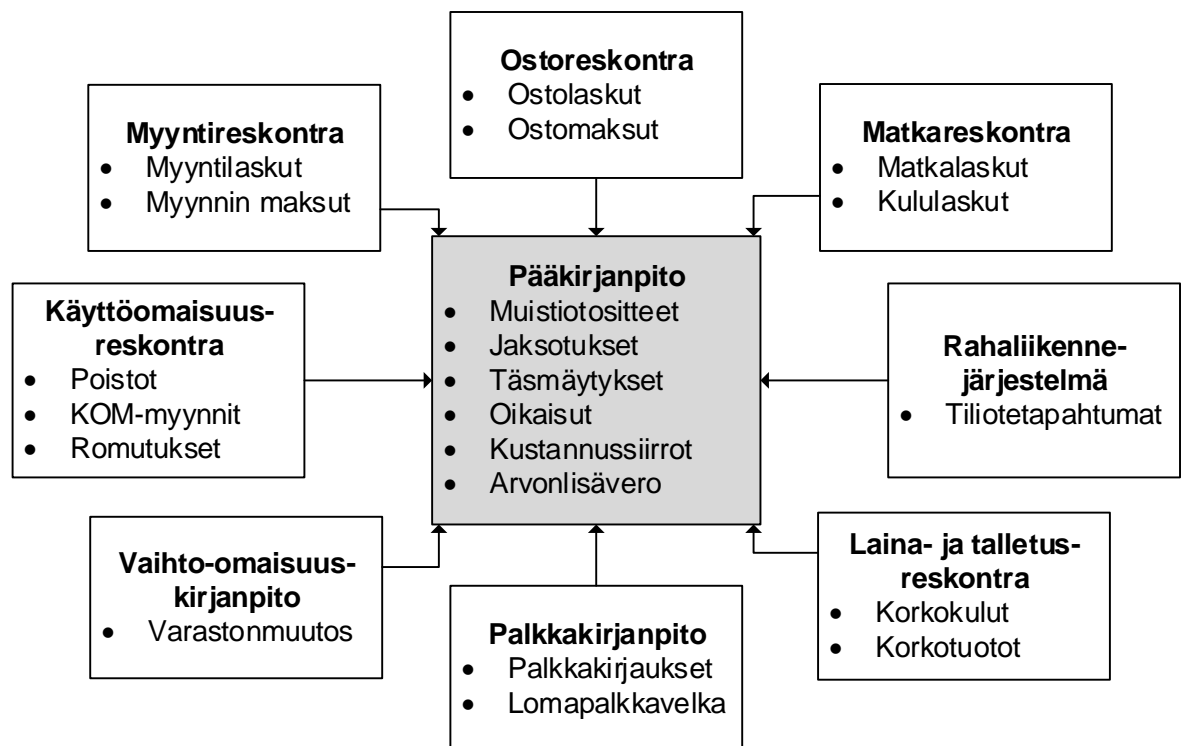 Ostoreskontra
• Ostolaskut
• Ostomaksut
Myyntireskontra
• Myyntilaskut
• Myynnin maksut
Matkareskontra
• Matkalaskut
• Kululaskut
Pääkirjanpito
• Muistiotositteet
• Jaksotukset
• Täsmäytykset
• Oikaisut
• Kustannussiirrot
• Arvonlisävero
Käyttöomaisuus-
reskontra
• Poistot
• KOM-myynnit
• Romutukset
Rahaliikenne-
järjestelmä
• Tiliotetapahtumat
Vaihto-omaisuus-
kirjanpito
• Varastonmuutos
Palkkakirjanpito
• Palkkakirjaukset
• Lomapalkkavelka
Laina- ja talletus-
reskontra
• Korkokulut
• Korkotuotot